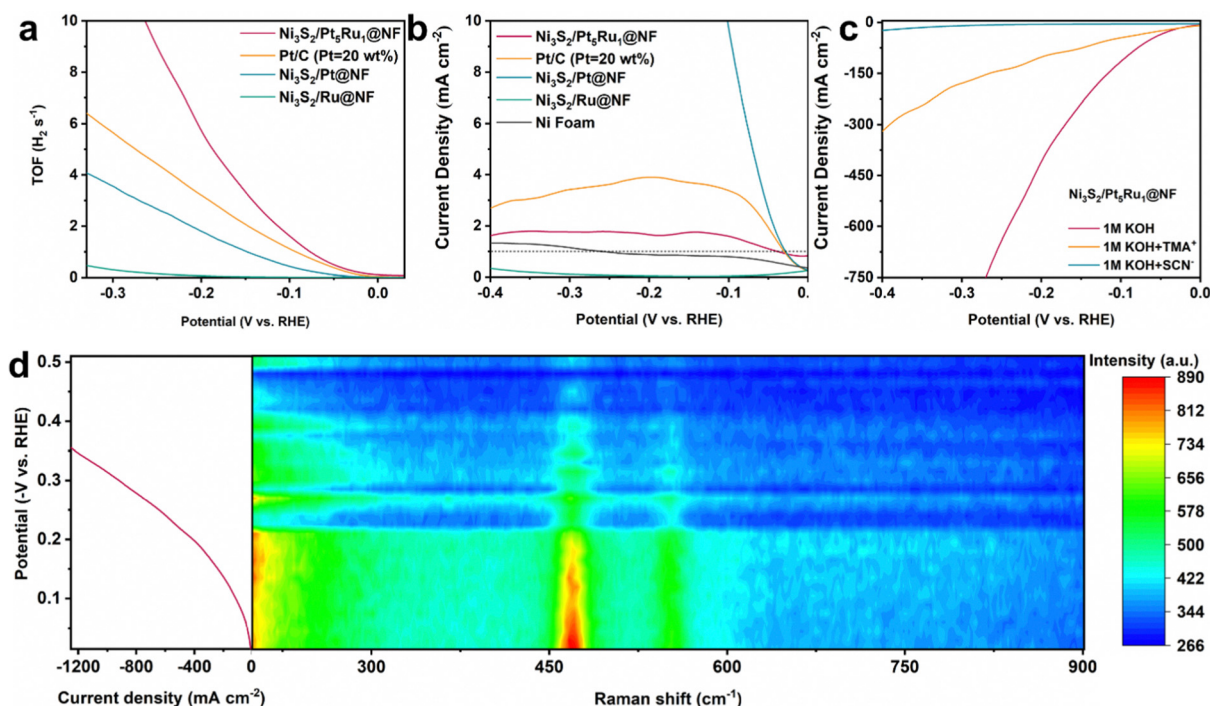 a
TOF (H₂ s⁻¹)
10
8
6
4
2
0
Ni₃S₂/Pt₅Ru₁@NF
Pt/C (Pt=20 wt%)
Ni₃S₂/Pt@NF
Ni₃S₂/Ru@NF
-0.3 -0.2 -0.1 0.0
Potential (V vs. RHE)
b
Current Density (mA cm⁻²)
10
8
6
4
2
0
Ni₃S₂/Pt₅Ru₁@NF
Pt/C (Pt=20 wt%)
Ni₃S₂/Pt@NF
Ni₃S₂/Ru@NF
Ni Foam
-0.4 -0.3 -0.2 -0.1 0.0
Potential (V vs. RHE)
c
Current Density (mA cm⁻²)
0
-150
-300
-450
-600
-750
Ni₃S₂/Pt₅Ru₁@NF
1M KOH
1M KOH+TMA⁺
1M KOH+SCN⁻
-0.4 -0.3 -0.2 -0.1 0.0
Potential (V vs. RHE)
d
Potential (-V vs. RHE)
0.5
0.4
0.3
0.2
0.1
-1200 -800 -400 0
Current density (mA cm⁻²)
300 450 600 750 900
Raman shift (cm⁻¹)
Intensity (a.u.)
890
812
734
656
578
500
422
344
266